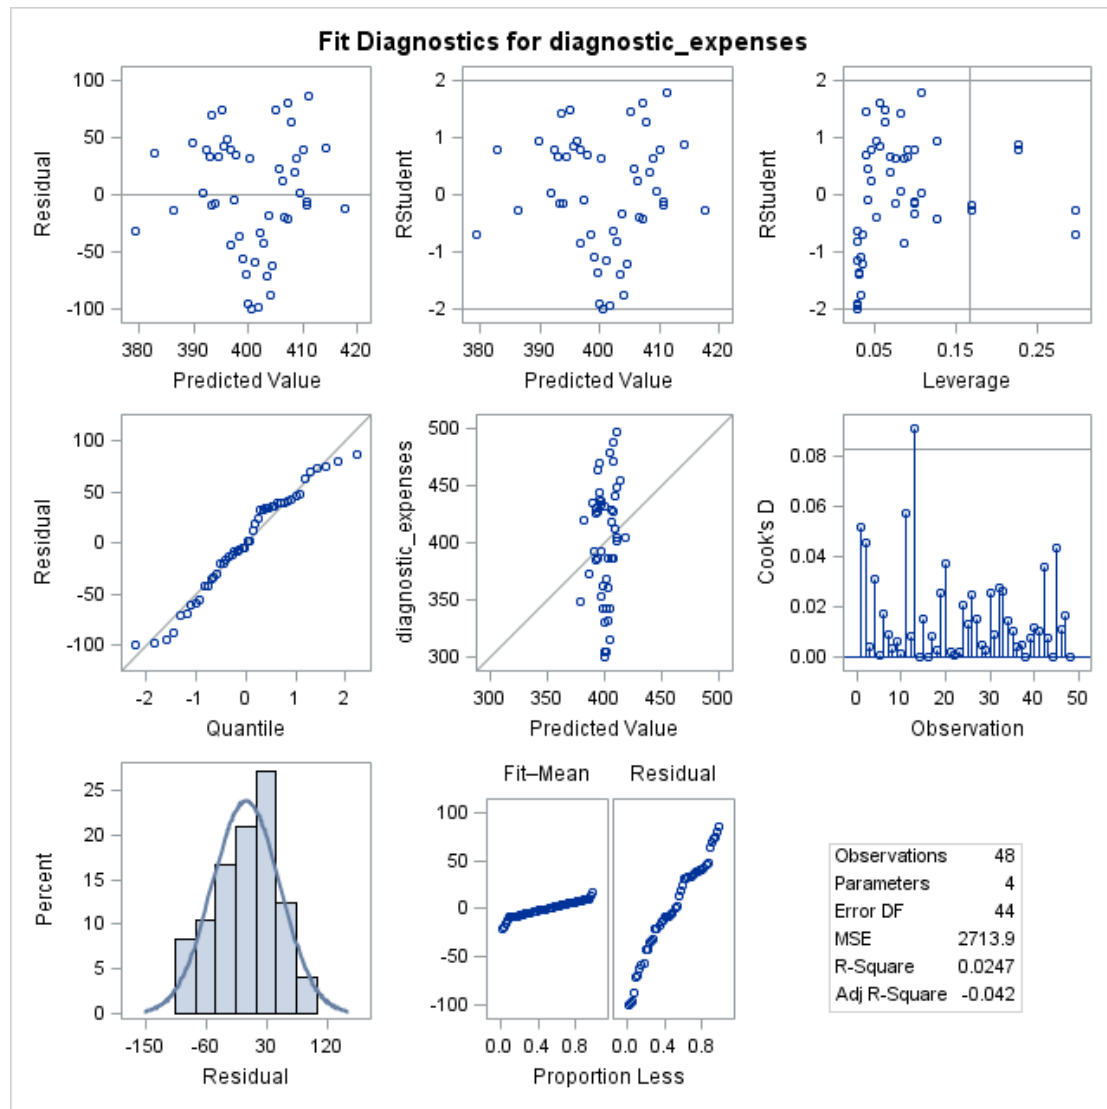 Fit Diagnostics for diagnostic_expenses
100
50
0
-50
-100
Residual
380 390 400 410 420
Predicted Value
2
1
0
-1
-2
RStudent
380 390 400 410 420
Predicted Value
2
1
0
-1
-2
RStudent
0.05 0.15 0.25
Leverage
100
50
0
-50
-100
Residual
-2 -1 0 1 2
Quantile
500
450
400
350
300
diagnostic_expenses
300 350 400 450 500
Predicted Value
0.08
0.06
0.04
0.02
0.00
Cook's D
0 10 20 30 40 50
Observation
25
20
15
10
5
0
Percent
-150 -60 30 120
Residual
Fit–Mean Residual
100
50
0
-50
-100
0.0 0.4 0.8 0.0 0.4 0.8
Proportion Less
Observations 48
Parameters 4
Error DF 44
MSE 2713.9
R-Square 0.0247
Adj R-Square -0.042